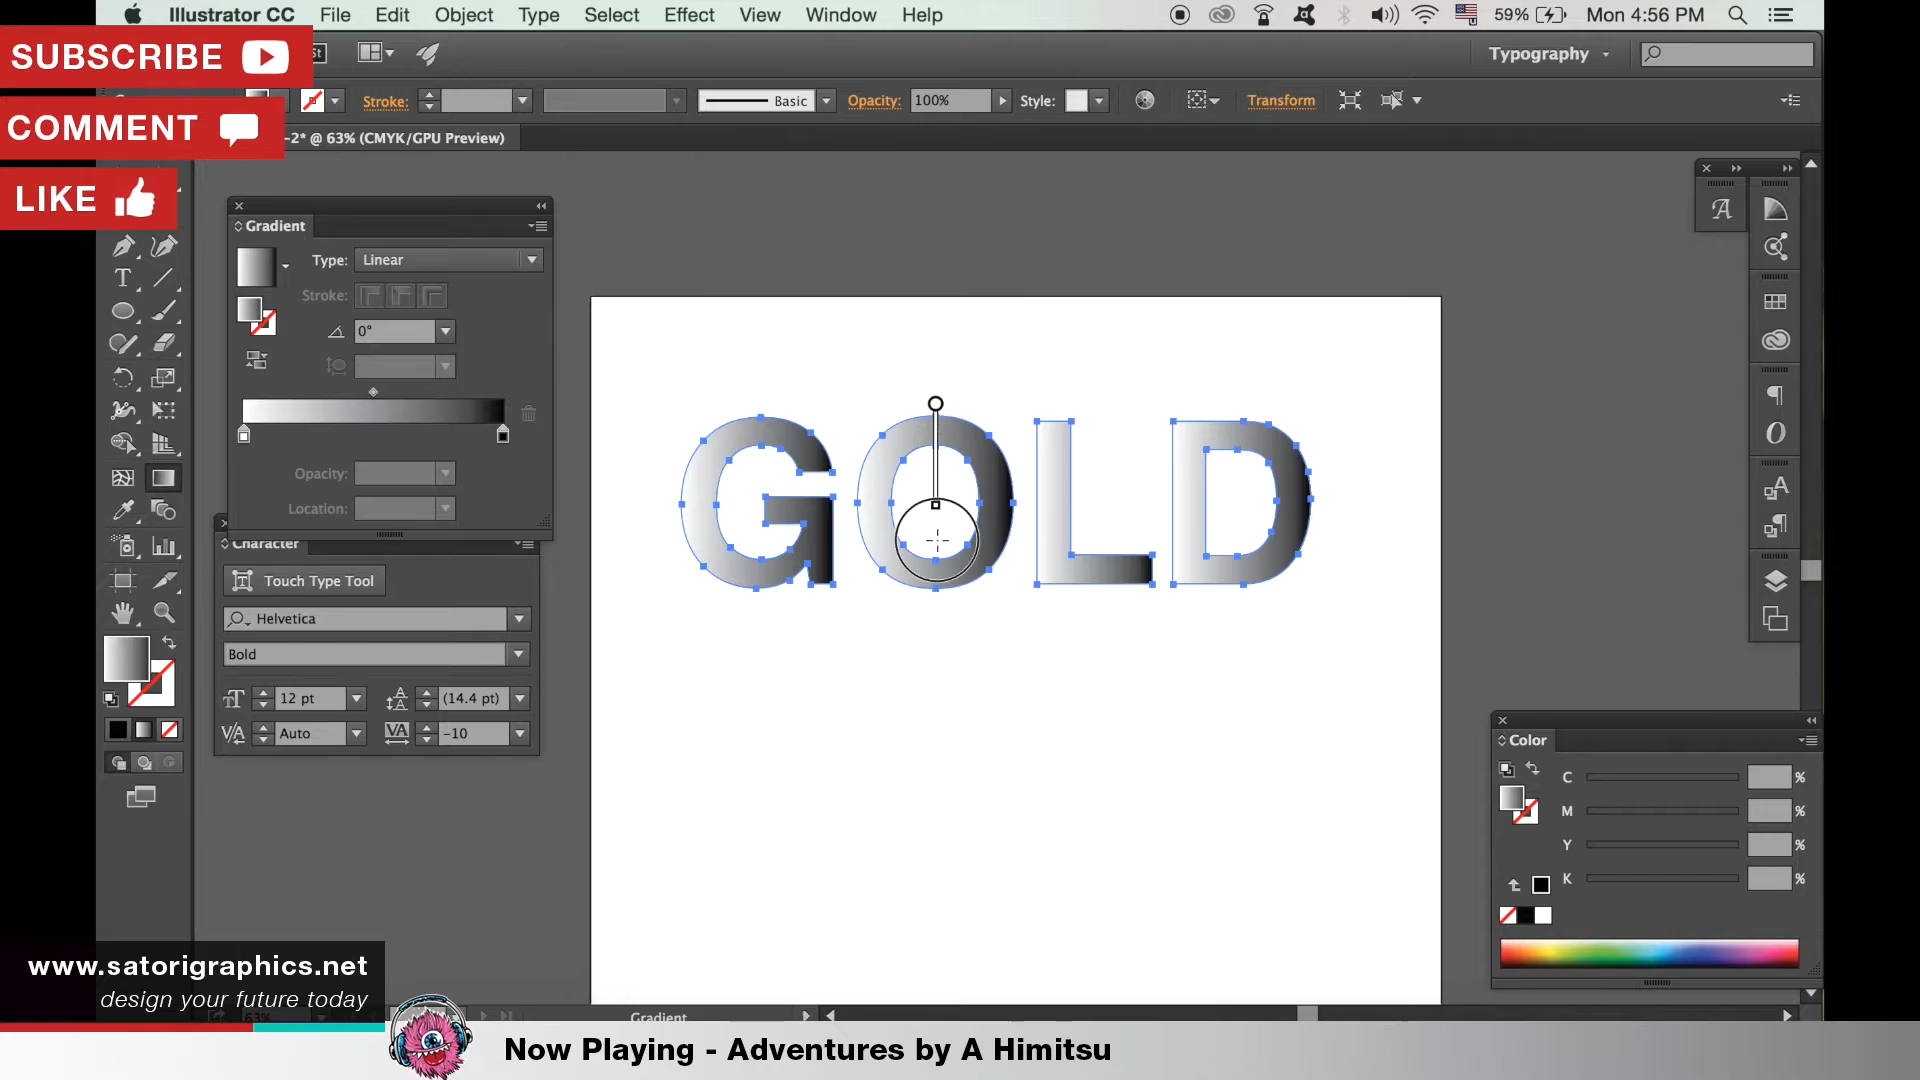 Illustrator CC File Edit Object Type Select Effect View Window Help 59% Mon 4:56 PM
SUBSCRIBE
St
Typography
Stroke:
Basic
Opacity: 100%
Style:
Transform
COMMENT
-2* @ 63% (CMYK/GPU Preview)
LIKE
Gradient
Type: Linear
Stroke:
0°
Opacity:
Location:
GOLD
Character
Touch Type Tool
Helvetica
Bold
12 pt
(14.4 pt)
Auto
-10
Color
C %
M %
Y %
K %
www.satorigraphics.net
design your future today
63%
Gradient
Now Playing - Adventures by A Himitsu